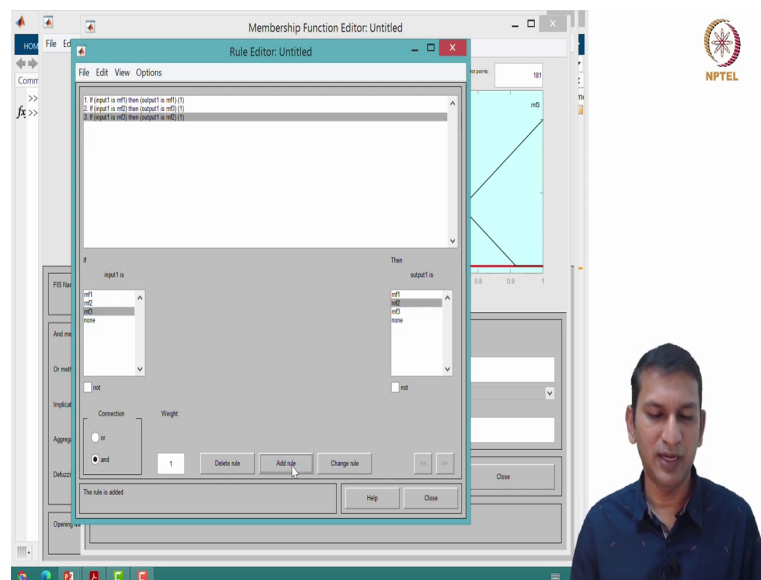 Membership Function Editor: Untitled
HOM
File Ed
Rule Editor: Untitled
File Edit View Options
plot points:
181
NPTEL
Comm
>>
fx >>
1. If (input1 is mf1) then (output1 is mf1) (1)
2. If (input1 is mf2) then (output1 is mf3) (1)
3. If (input1 is mf3) then (output1 is mf2) (1)
mf3
If
Then
input1 is
output1 is
mf1
mf2
mf3
none
mf1
mf2
mf3
none
0.8 0.9 1
FIS Nam
And me
Or meth
Implicat
Aggreg
Defuzzi
Opening
not
not
Connection
or
and
Weight:
1
Delete rule
Add rule
Change rule
<<
>>
Close
The rule is added
Help
Close